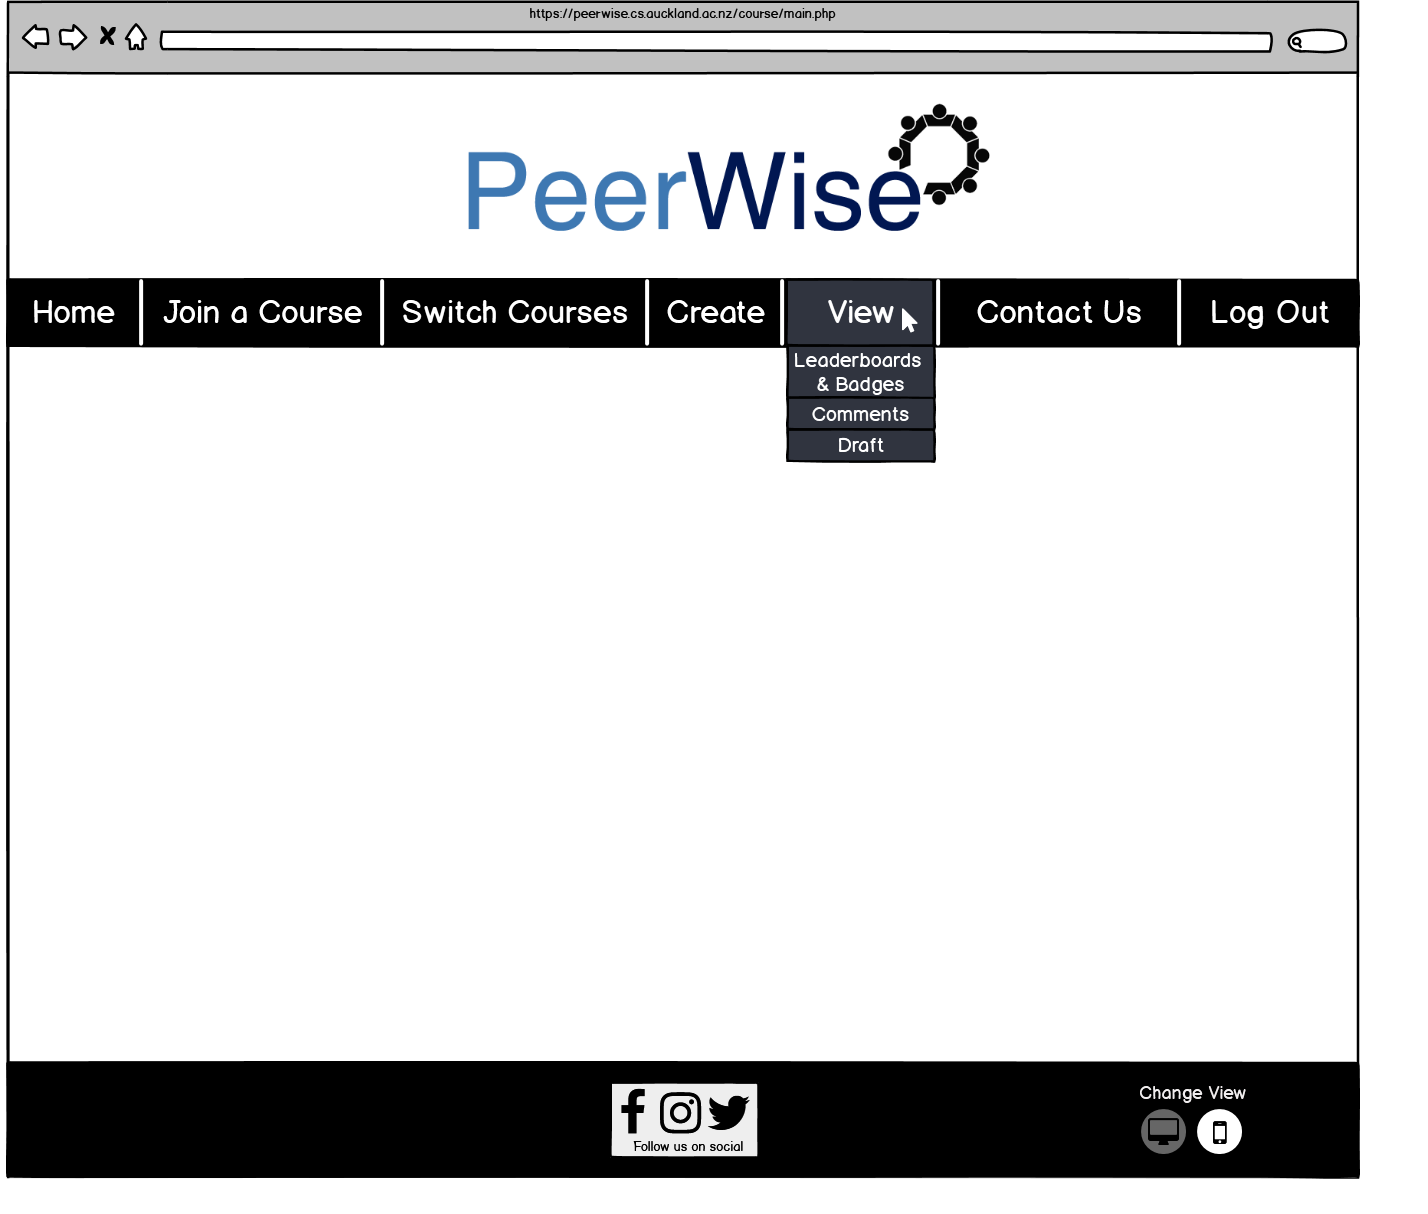 https://peerwise.cs.auckland.ac.nz/course/main.php
PeerWise
Home Join a Course Switch Courses Create View Contact Us Log Out
Leaderboards
& Badges
Comments
Draft
Change View
Follow us on social